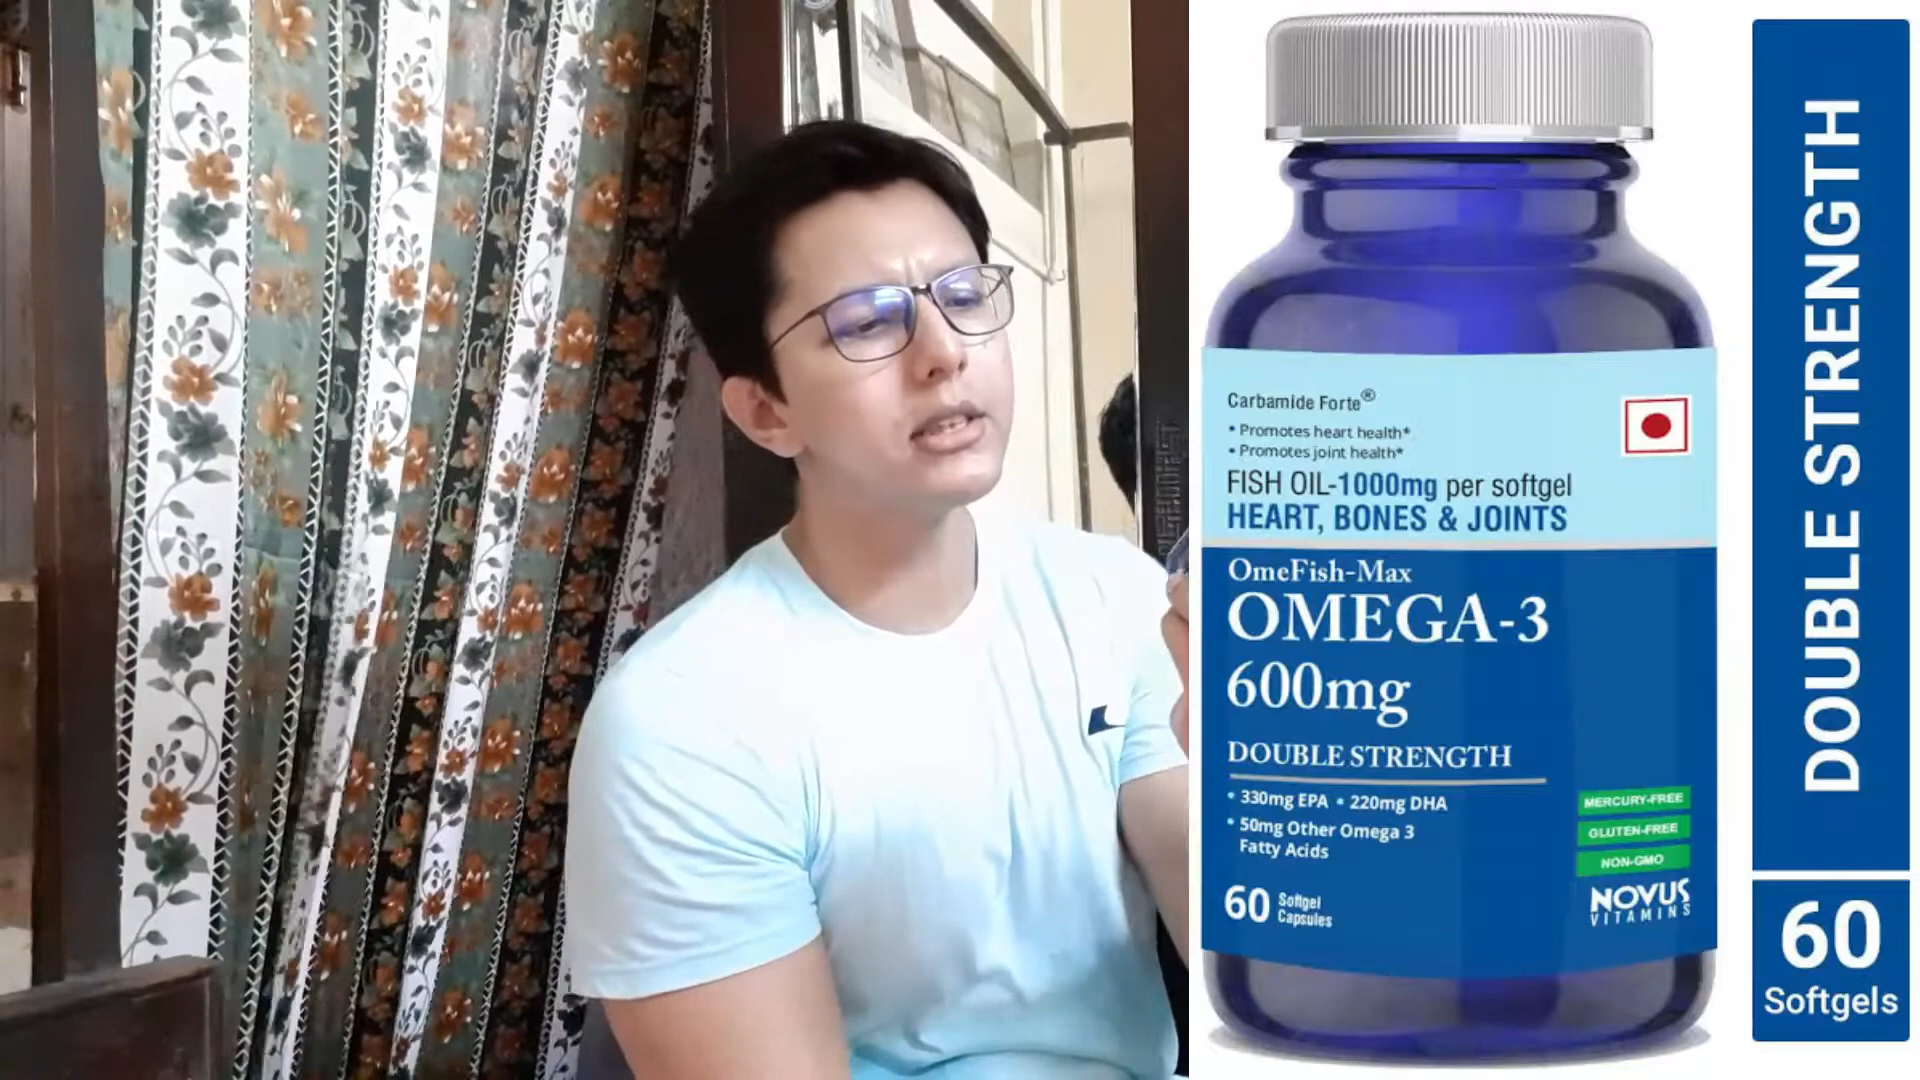 Carbamide Forte®
• Promotes heart health*
• Promotes joint health*
FISH OIL-1000mg per softgel
HEART, BONES & JOINTS
OmeFish-Max
OMEGA-3
600mg
DOUBLE STRENGTH
• 330mg EPA • 220mg DHA
• 50mg Other Omega 3
Fatty Acids
MERCURY-FREE
GLUTEN-FREE
NON-GMO
60 Softgel
Capsules
NOVUS
VITAMINS
DOUBLE STRENGTH
60
Softgels